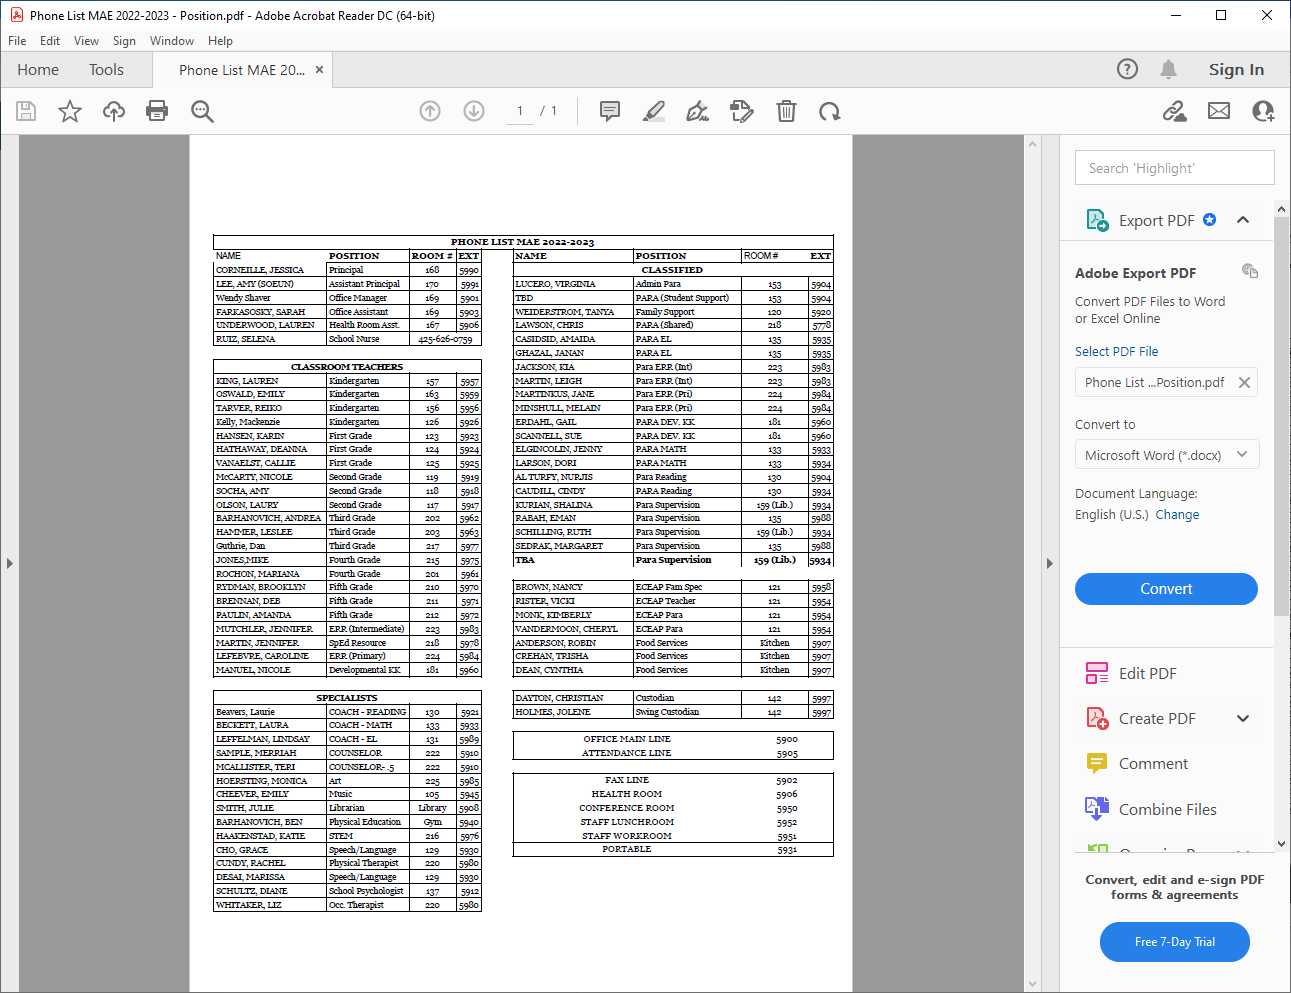 Phone List MAE 2022-2023 - Position.pdf - Adobe Acrobat Reader DC (64-bit)
File Edit View Sign Window Help
Home Tools Phone List MAE 20... × Sign In
1 / 1
Search 'Highlight'
Export PDF
Adobe Export PDF
Convert PDF Files to Word
or Excel Online
Select PDF File
Phone List ...Position.pdf
Convert to
Microsoft Word (*.docx)
Document Language:
English (U.S.) Change
Convert
Edit PDF
Create PDF
Comment
Combine Files
Convert, edit and e-sign PDF
forms & agreements
Free 7-Day Trial
PHONE LIST MAE 2022-2023
NAME POSITION ROOM # EXT
CORNEILLE, JESSICA Principal 168 5990
LEE, AMY (SOEUN) Assistant Principal 170 5991
Wendy Shaver Office Manager 169 5901
FARKASOSKY, SARAH Office Assistant 169 5903
UNDERWOOD, LAUREN Health Room Asst. 167 5906
RUIZ, SELENA School Nurse 425-626-0759
CLASSROOM TEACHERS
KING, LAUREN Kindergarten 157 5957
OSWALD, EMILY Kindergarten 163 5959
TARVER, REIKO Kindergarten 156 5956
Kelly, Mackenzie Kindergarten 126 5926
HANSEN, KARIN First Grade 123 5923
HATHAWAY, DEANNA First Grade 124 5924
VANAELST, CALLIE First Grade 125 5925
McCARTY, NICOLE Second Grade 119 5919
SOCHA, AMY Second Grade 118 5918
OLSON, LAURY Second Grade 117 5917
BARHANOVICH, ANDREA Third Grade 202 5962
HAMMER, LESLEE Third Grade 203 5963
Guthrie, Dan Third Grade 217 5977
JONES,MIKE Fourth Grade 215 5975
ROCHON, MARIANA Fourth Grade 201 5961
RYDMAN, BROOKLYN Fifth Grade 210 5970
BRENNAN, DEB Fifth Grade 211 5971
PAULIN, AMANDA Fifth Grade 212 5972
MUTCHLER, JENNIFER ERR (Intermediate) 223 5983
MARTIN, JENNIFER SpEd Resource 218 5978
LEFEBVRE, CAROLINE ERR (Primary) 224 5984
MANUEL, NICOLE Developmental KK 181 5960
SPECIALISTS
Beavers, Laurie COACH - READING 130 5921
BECKETT, LAURA COACH - MATH 133 5933
LEFFELMAN, LINDSAY COACH - EL 131 5989
SAMPLE, MERRIAH COUNSELOR 222 5910
MCALLISTER, TERI COUNSELOR- .5 222 5910
HOERSTING, MONICA Art 225 5985
CHEEVER, EMILY Music 105 5945
SMITH, JULIE Librarian Library 5908
BARHANOVICH, BEN Physical Education Gym 5940
HAAKENSTAD, KATIE STEM 216 5976
CHO, GRACE Speech/Language 129 5930
CUNDY, RACHEL Physical Therapist 220 5980
DESAI, MARISSA Speech/Language 129 5930
SCHULTZ, DIANE School Psychologist 137 5912
WHITAKER, LIZ Occ. Therapist 220 5980
NAME POSITION ROOM # EXT
CLASSIFIED
LUCERO, VIRGINIA Admin Para 153 5904
TBD PARA (Student Support) 153 5904
WEIDERSTROM, TANYA Family Support 120 5920
LAWSON, CHRIS PARA (Shared) 218 5778
CASIDSID, AMAIDA PARA EL 135 5935
GHAZAL, JANAN PARA EL 135 5935
JACKSON, KIA Para ERR (Int) 223 5983
MARTIN, LEIGH Para ERR (Int) 223 5983
MARTINKUS, JANE Para ERR (Pri) 224 5984
MINSHULL, MELAIN Para ERR (Pri) 224 5984
ERDAHL, GAIL PARA DEV. KK 181 5960
SCANNELL, SUE PARA DEV. KK 181 5960
ELGINCOLIN, JENNY PARA MATH 133 5933
LARSON, DORI PARA MATH 133 5934
AL TURFY, NURJIS Para Reading 130 5904
CAUDILL, CINDY PARA Reading 130 5934
KURIAN, SHALINA Para Supervision 159 (Lib.) 5934
RABAH, EMAN Para Supervision 135 5988
SCHILLING, RUTH Para Supervision 159 (Lib.) 5934
SEDRAK, MARGARET Para Supervision 135 5988
TBA Para Supervision 159 (Lib.) 5934
BROWN, NANCY ECEAP Fam Spec 121 5958
RISTER, VICKI ECEAP Teacher 121 5954
MONK, KIMBERLY ECEAP Para 121 5954
VANDERMOON, CHERYL ECEAP Para 121 5954
ANDERSON, ROBIN Food Services Kitchen 5907
CREHAN, TRISHA Food Services Kitchen 5907
DEAN, CYNTHIA Food Services Kitchen 5907
DAYTON, CHRISTIAN Custodian 142 5997
HOLMES, JOLENE Swing Custodian 142 5997
OFFICE MAIN LINE 5900
ATTENDANCE LINE 5905
FAX LINE 5902
HEALTH ROOM 5906
CONFERENCE ROOM 5950
STAFF LUNCHROOM 5952
STAFF WORKROOM 5951
PORTABLE 5931